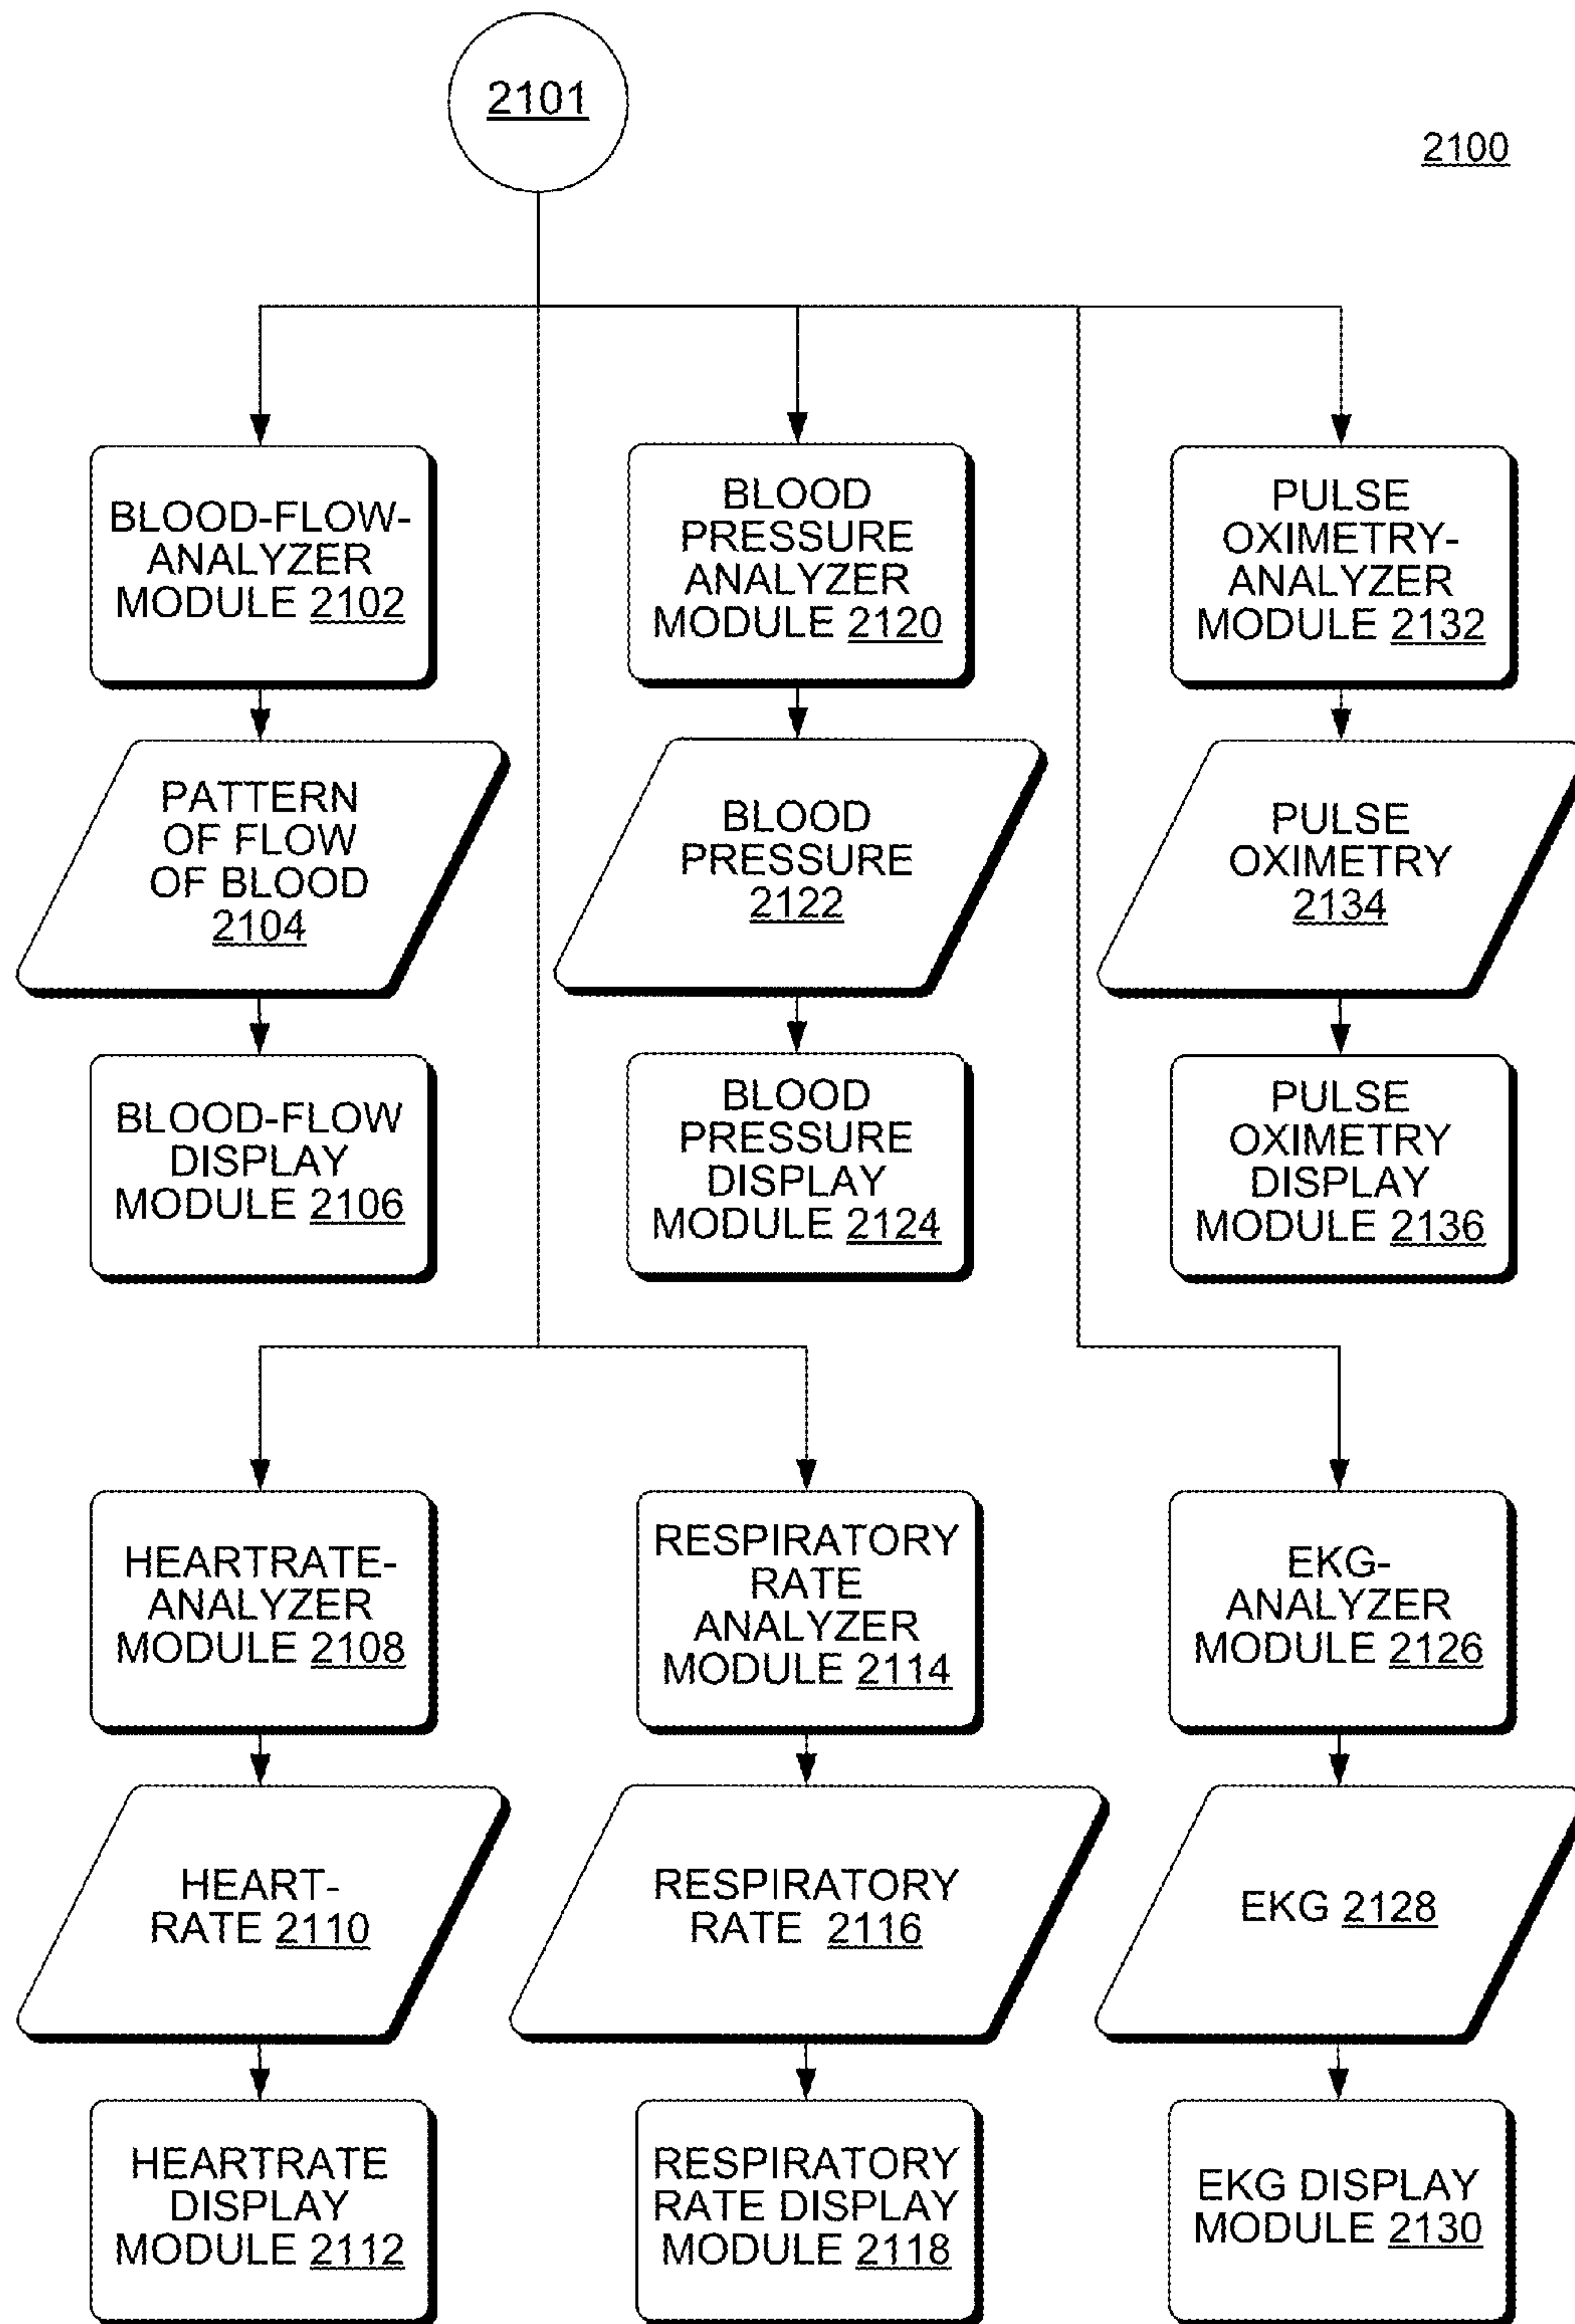 2101
2100
BLOOD-FLOW-
ANALYZER
MODULE 2102
BLOOD
PRESSURE
ANALYZER
MODULE 2120
PULSE
OXIMETRY-
ANALYZER
MODULE 2132
PATTERN
OF FLOW
OF BLOOD
2104
BLOOD
PRESSURE
2122
PULSE
OXIMETRY
2134
BLOOD-FLOW
DISPLAY
MODULE 2106
BLOOD
PRESSURE
DISPLAY
MODULE 2124
PULSE
OXIMETRY
DISPLAY
MODULE 2136
HEARTRATE-
ANALYZER
MODULE 2108
RESPIRATORY
RATE
ANALYZER
MODULE 2114
EKG-
ANALYZER
MODULE 2126
HEART-
RATE 2110
RESPIRATORY
RATE 2116
EKG 2128
HEARTRATE
DISPLAY
MODULE 2112
RESPIRATORY
RATE DISPLAY
MODULE 2118
EKG DISPLAY
MODULE 2130